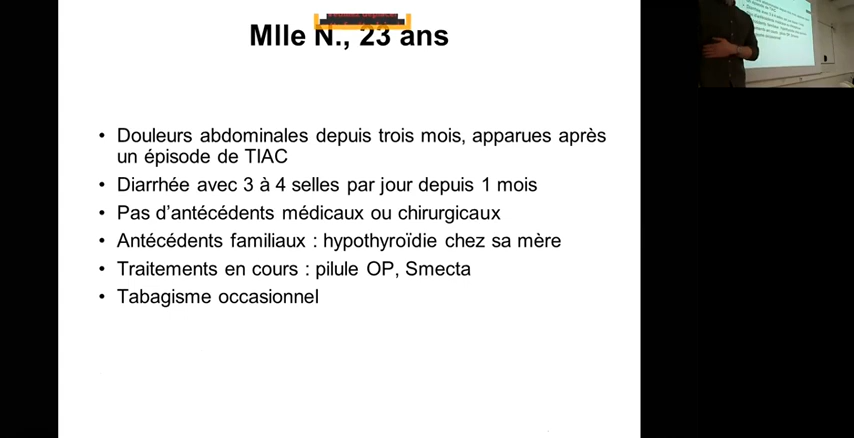 Mlle N., 23 ans
• Douleurs abdominales depuis trois mois, apparues après
un épisode de TIAC
• Diarrhée avec 3 à 4 selles par jour depuis 1 mois
• Pas d'antécédents médicaux ou chirurgicaux
• Antécédents familiaux : hypothyroïdie chez sa mère
• Traitements en cours : pilule OP, Smecta
• Tabagisme occasionnel